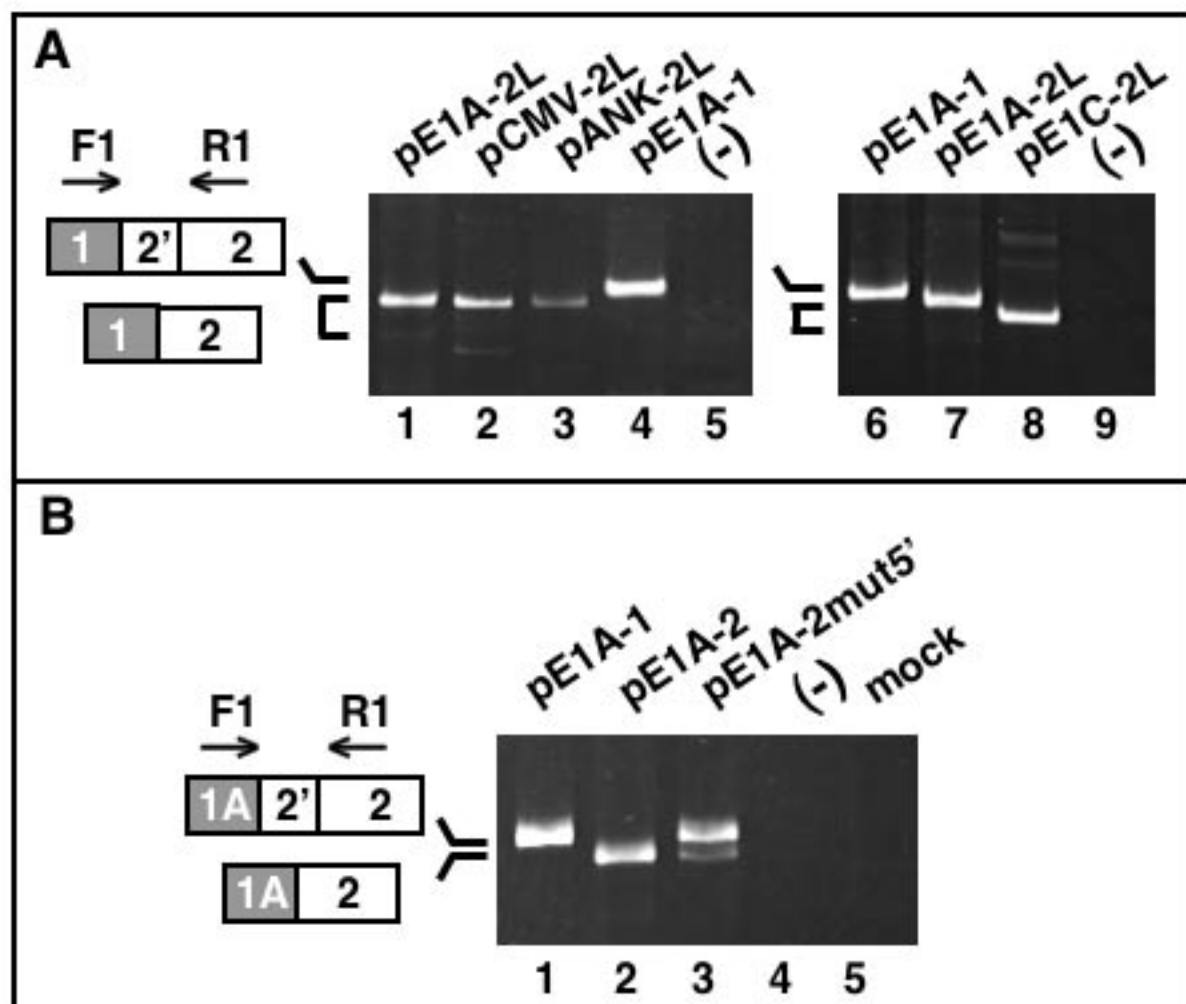 A
pE1A-2L
pCMV-2L
pANK-2L
pE1A-1
(-)
pE1A-1
pE1A-2L
pE1C-2L
(-)
F1 R1
1 2' 2
1 2
1 2 3 4 5
6 7 8 9
B
pE1A-1
pE1A-2
pE1A-2mut5'
(-)
mock
F1 R1
1A 2' 2
1A 2
1 2 3 4 5